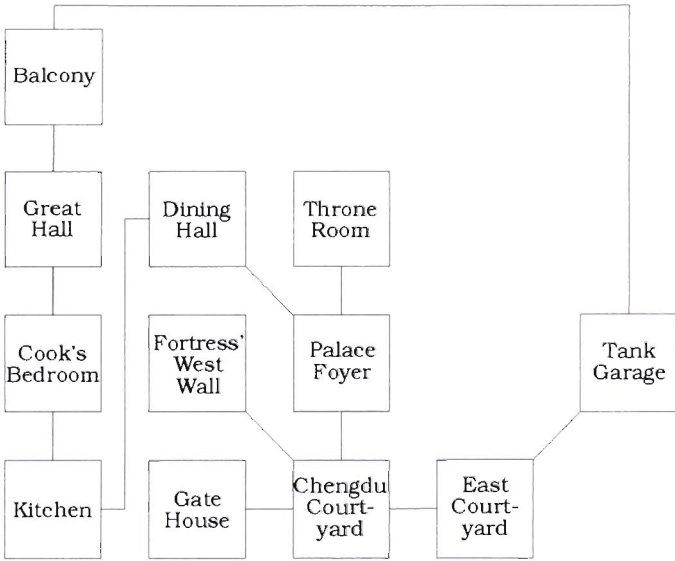 Balcony
Great
Hall
Dining
Hall
Throne
Room
Cook's
Bedroom
Fortress'
West
Wall
Palace
Foyer
Tank
Garage
Kitchen
Gate
House
Chengdu
Court-
yard
East
Court-
yard